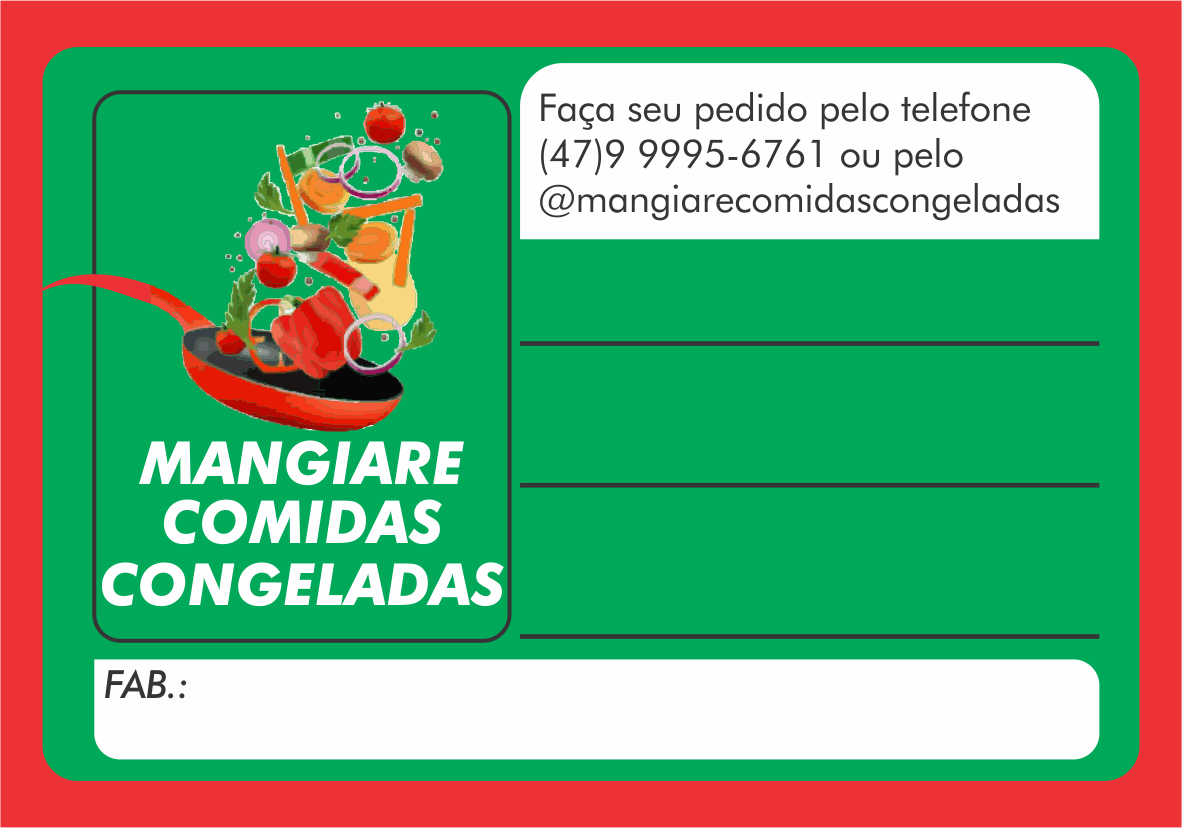 Faça seu pedido pelo telefone
(47)9 9995-6761 ou pelo
@mangiarecomidascongeladas
MANGIARE
COMIDAS
CONGELADAS
FAB.: